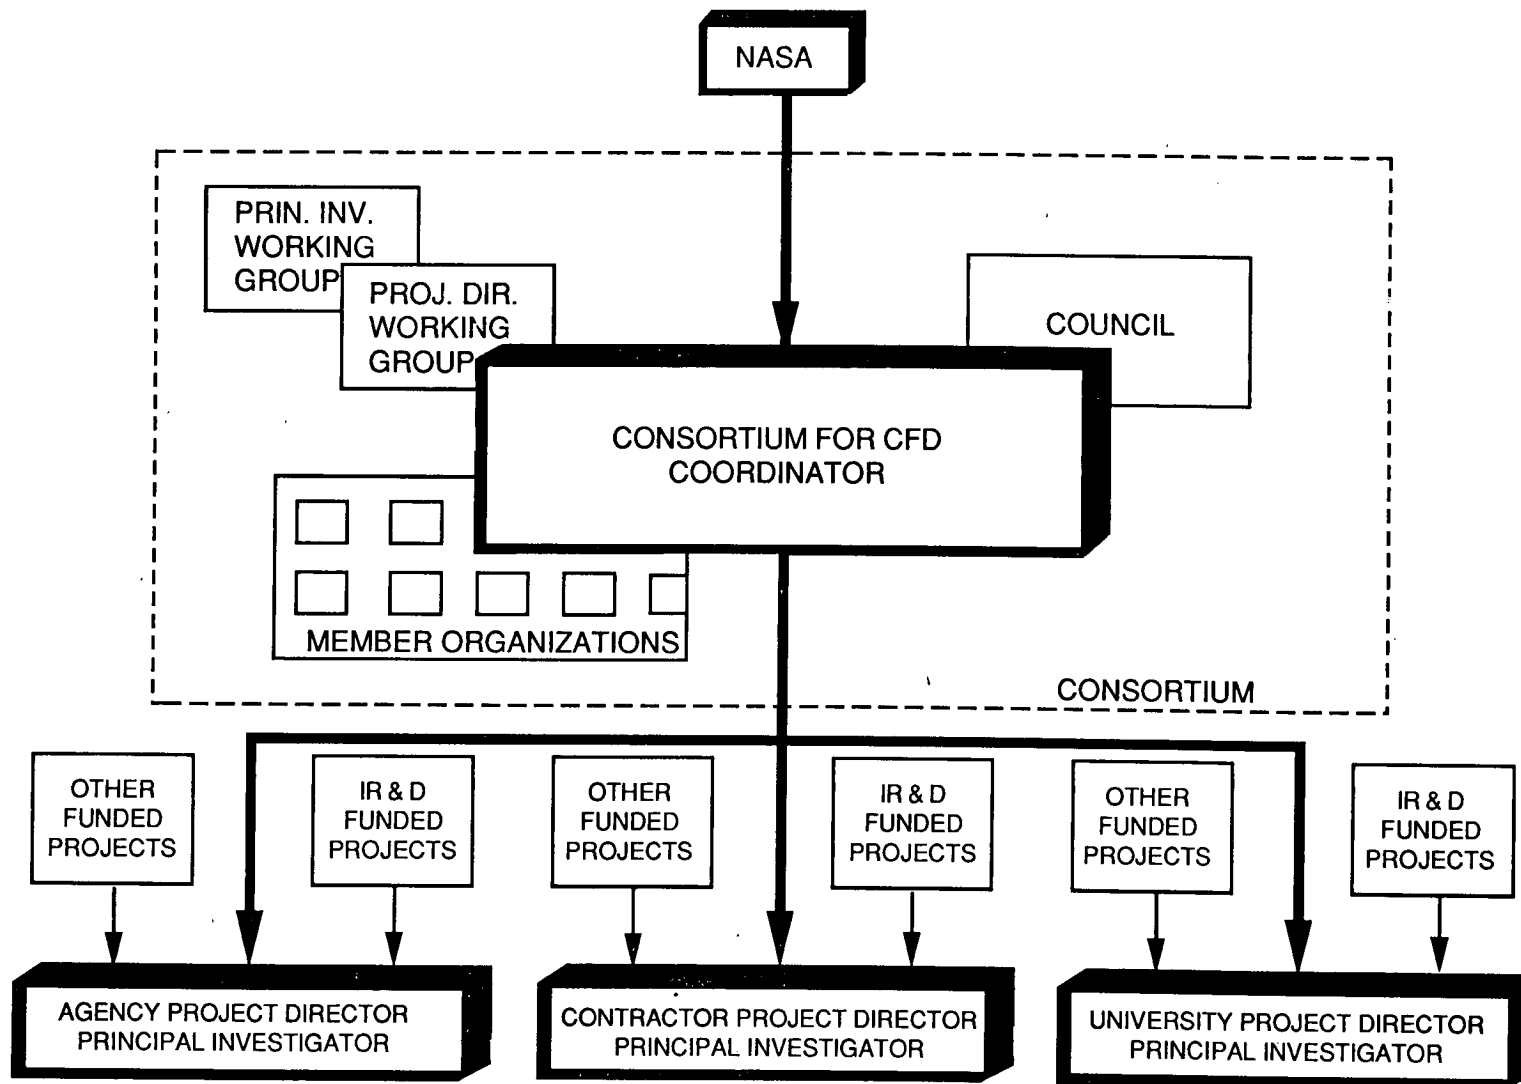 NASA
PRIN. INV.
WORKING
GROUP
PROJ. DIR.
WORKING
GROUP
COUNCIL
CONSORTIUM FOR CFD
COORDINATOR
MEMBER ORGANIZATIONS
CONSORTIUM
OTHER
FUNDED
PROJECTS
IR & D
FUNDED
PROJECTS
OTHER
FUNDED
PROJECTS
IR & D
FUNDED
PROJECTS
OTHER
FUNDED
PROJECTS
IR & D
FUNDED
PROJECTS
AGENCY PROJECT DIRECTOR
PRINCIPAL INVESTIGATOR
CONTRACTOR PROJECT DIRECTOR
PRINCIPAL INVESTIGATOR
UNIVERSITY PROJECT DIRECTOR
PRINCIPAL INVESTIGATOR